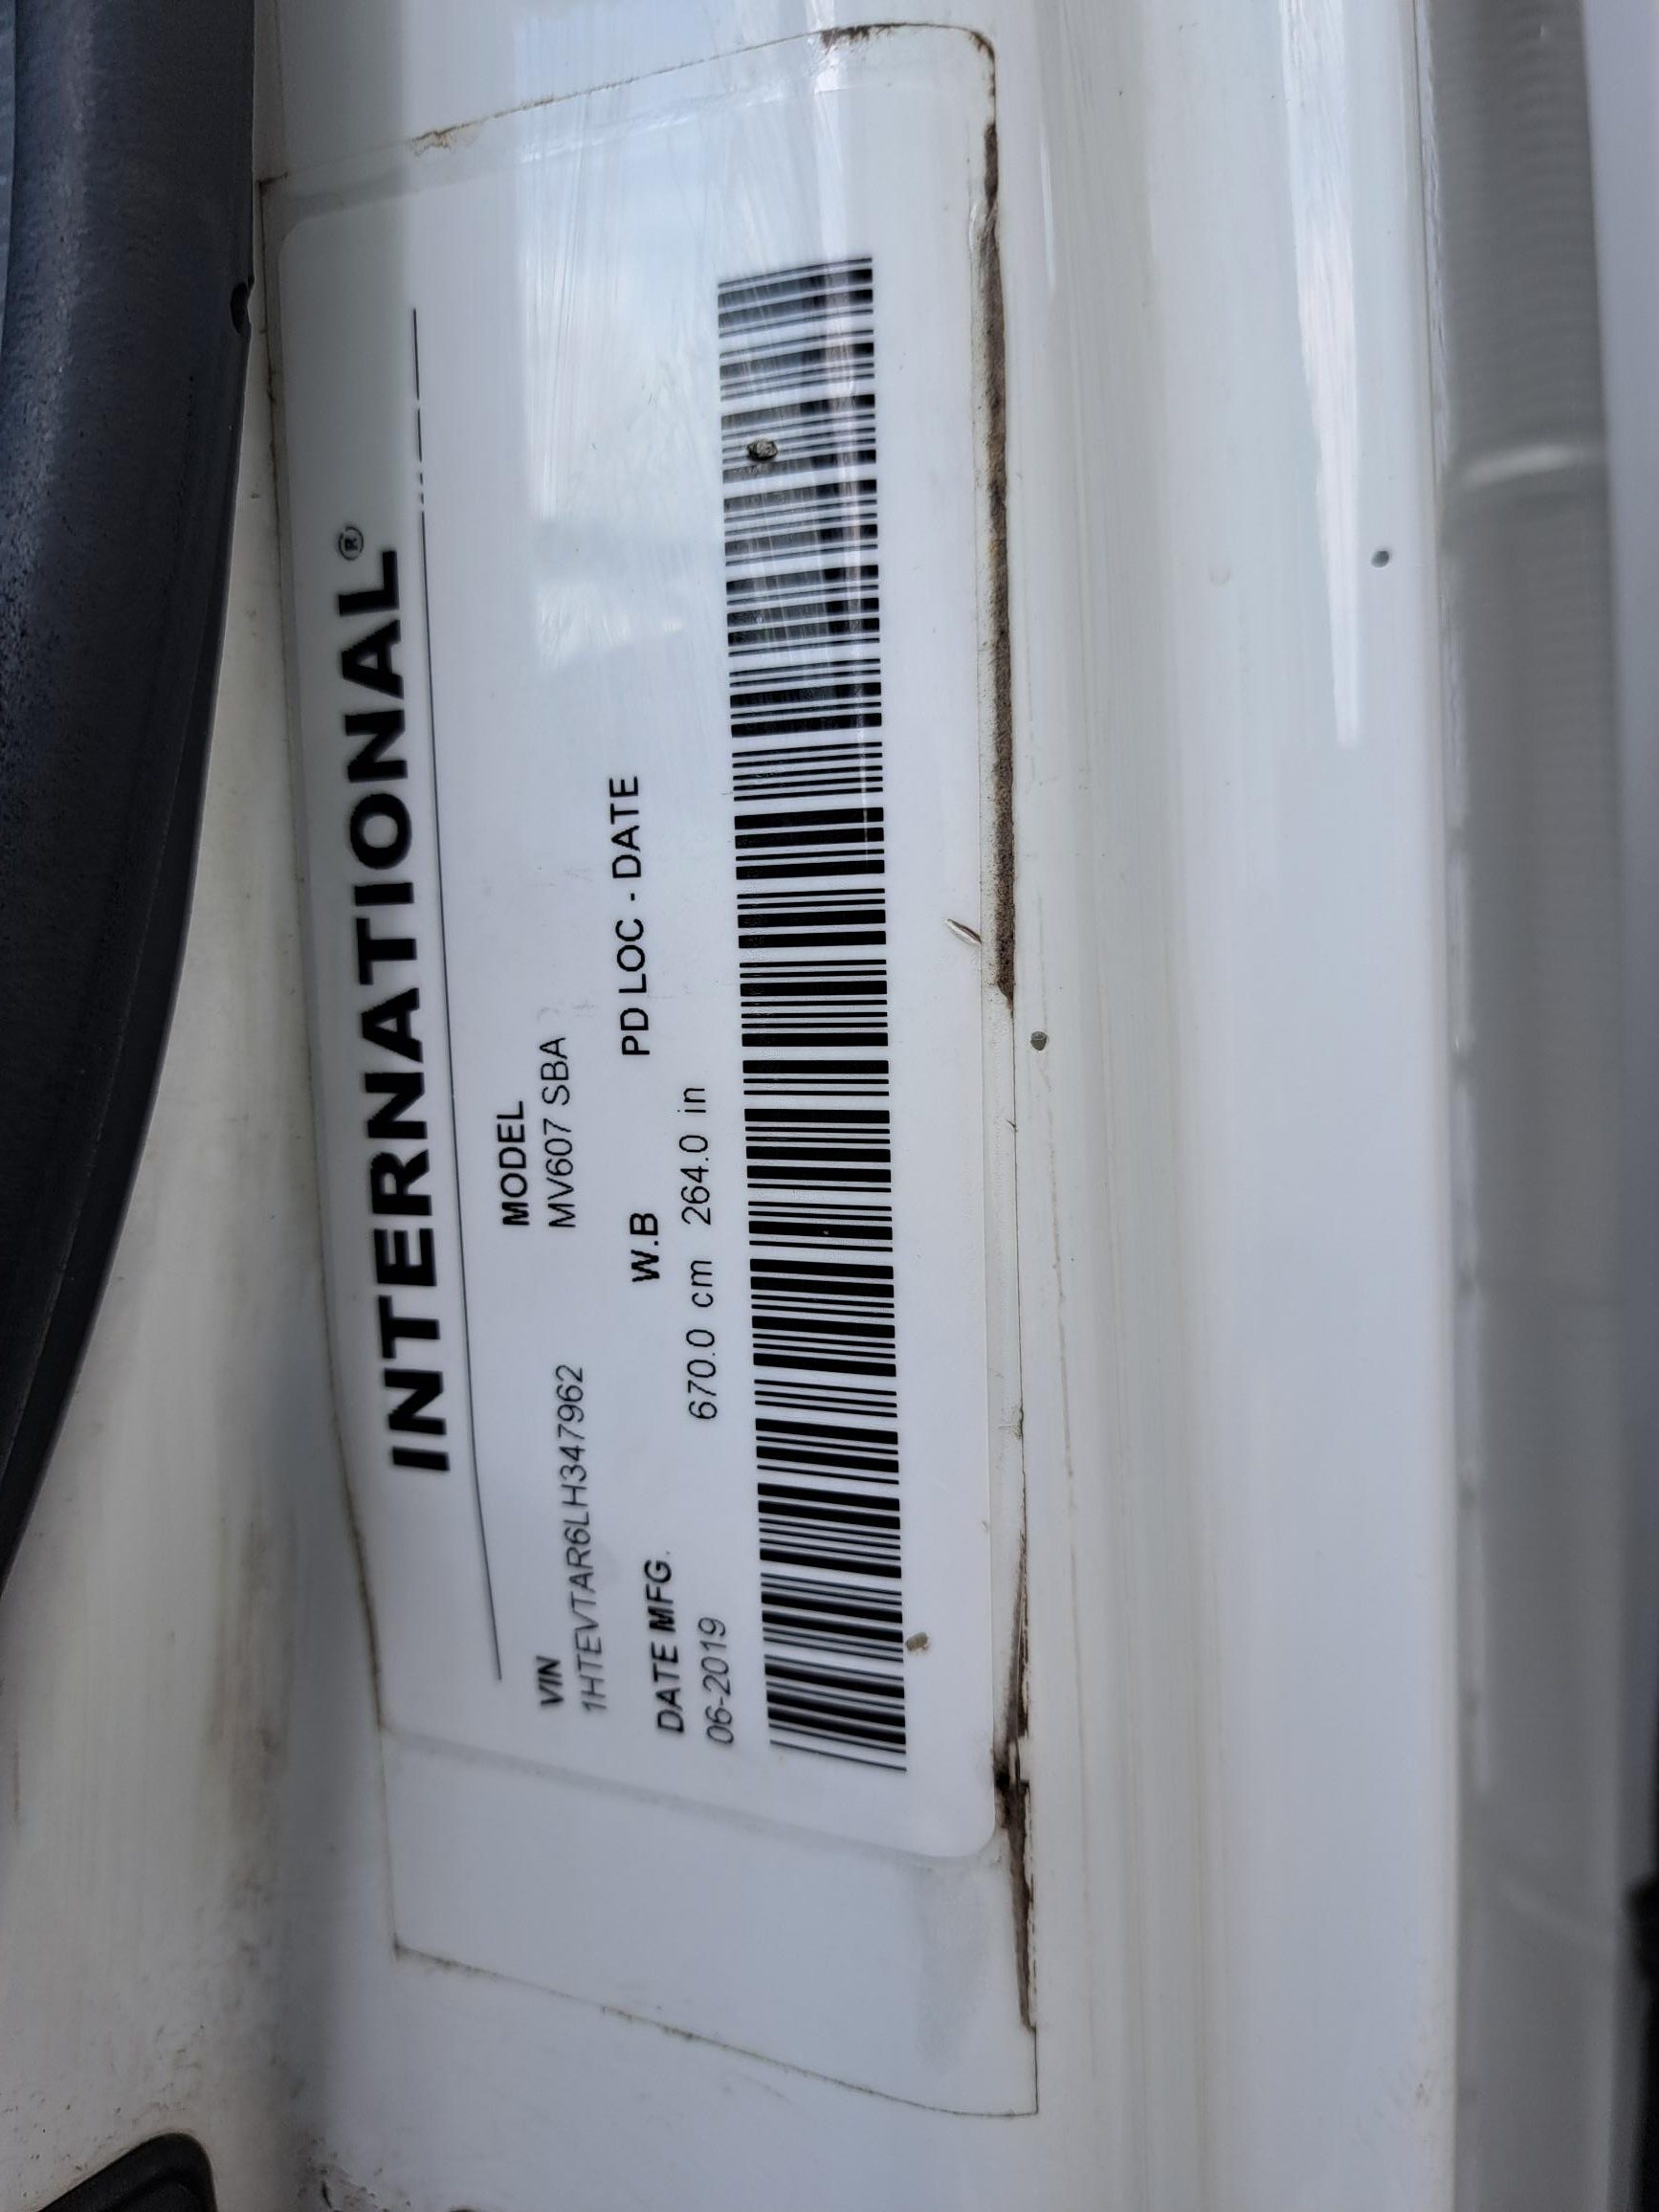 INTERNATIONAL®
VIN MODEL
1HTEVTAR6LH347962 MV607 SBA
DATE MFG. W.B PD LOC - DATE
06-2019 670.0 cm 264.0 in